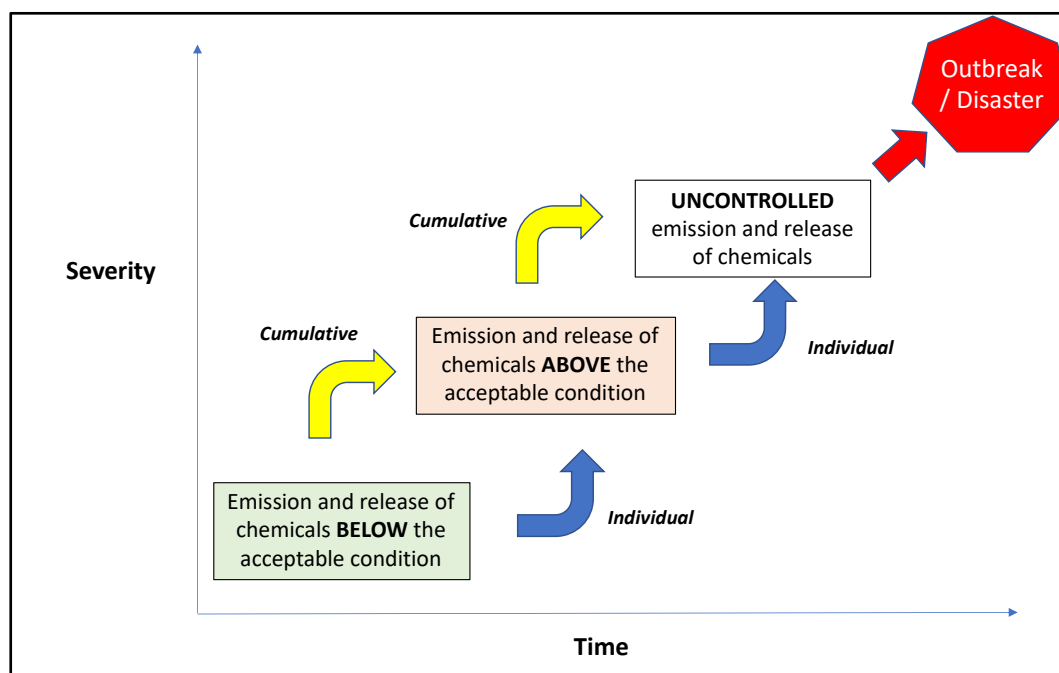 Outbreak
/ Disaster
UNCONTROLLED
emission and release
of chemicals
Cumulative
Severity
Emission and release of
chemicals ABOVE the
acceptable condition
Cumulative
Individual
Emission and release of
chemicals BELOW the
acceptable condition
Individual
Time